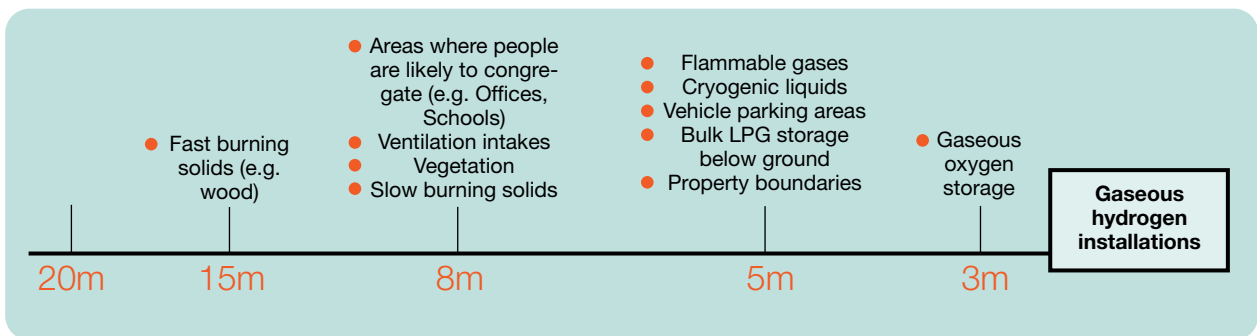 Fast burning
solids (e.g.
wood)
Areas where people
are likely to congre-
gate (e.g. Offices,
Schools)
Ventilation intakes
Vegetation
Slow burning solids
Flammable gases
Cryogenic liquids
Vehicle parking areas
Bulk LPG storage
below ground
Property boundaries
Gaseous
oxygen
storage
Gaseous
hydrogen
installations
20m
15m
8m
5m
3m